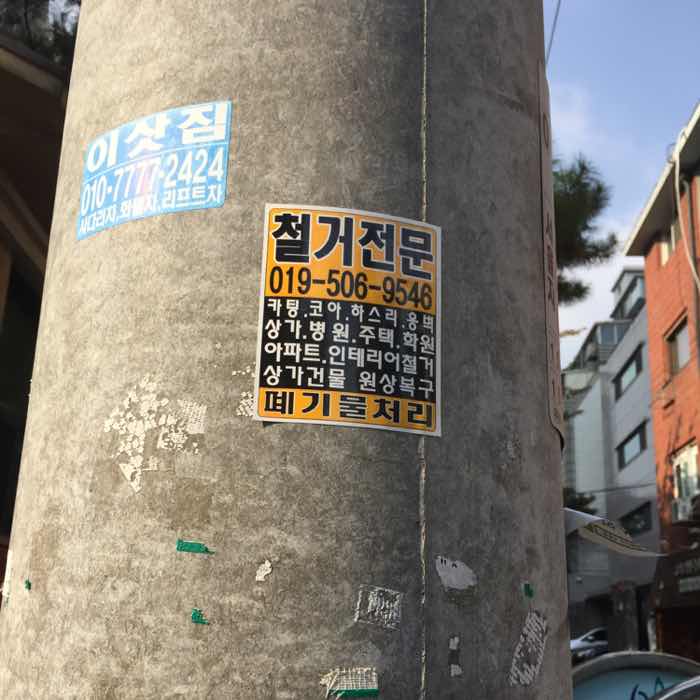 이삿짐
010-7777-2424
사다리차.화물차.리프트차
철거전문
019-506-9546
카팅.코아.하스리.옹벽
상가.병원.주택.학원
아파트.인테리어철거
상가건물 원상복구
폐기물처리